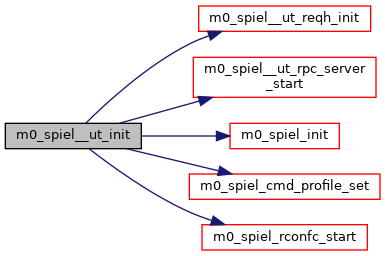 m0_spiel__ut_init
m0_spiel__ut_reqh_init
m0_spiel__ut_rpc_server
_start
m0_spiel_init
m0_spiel_cmd_profile_set
m0_spiel_rconfc_start